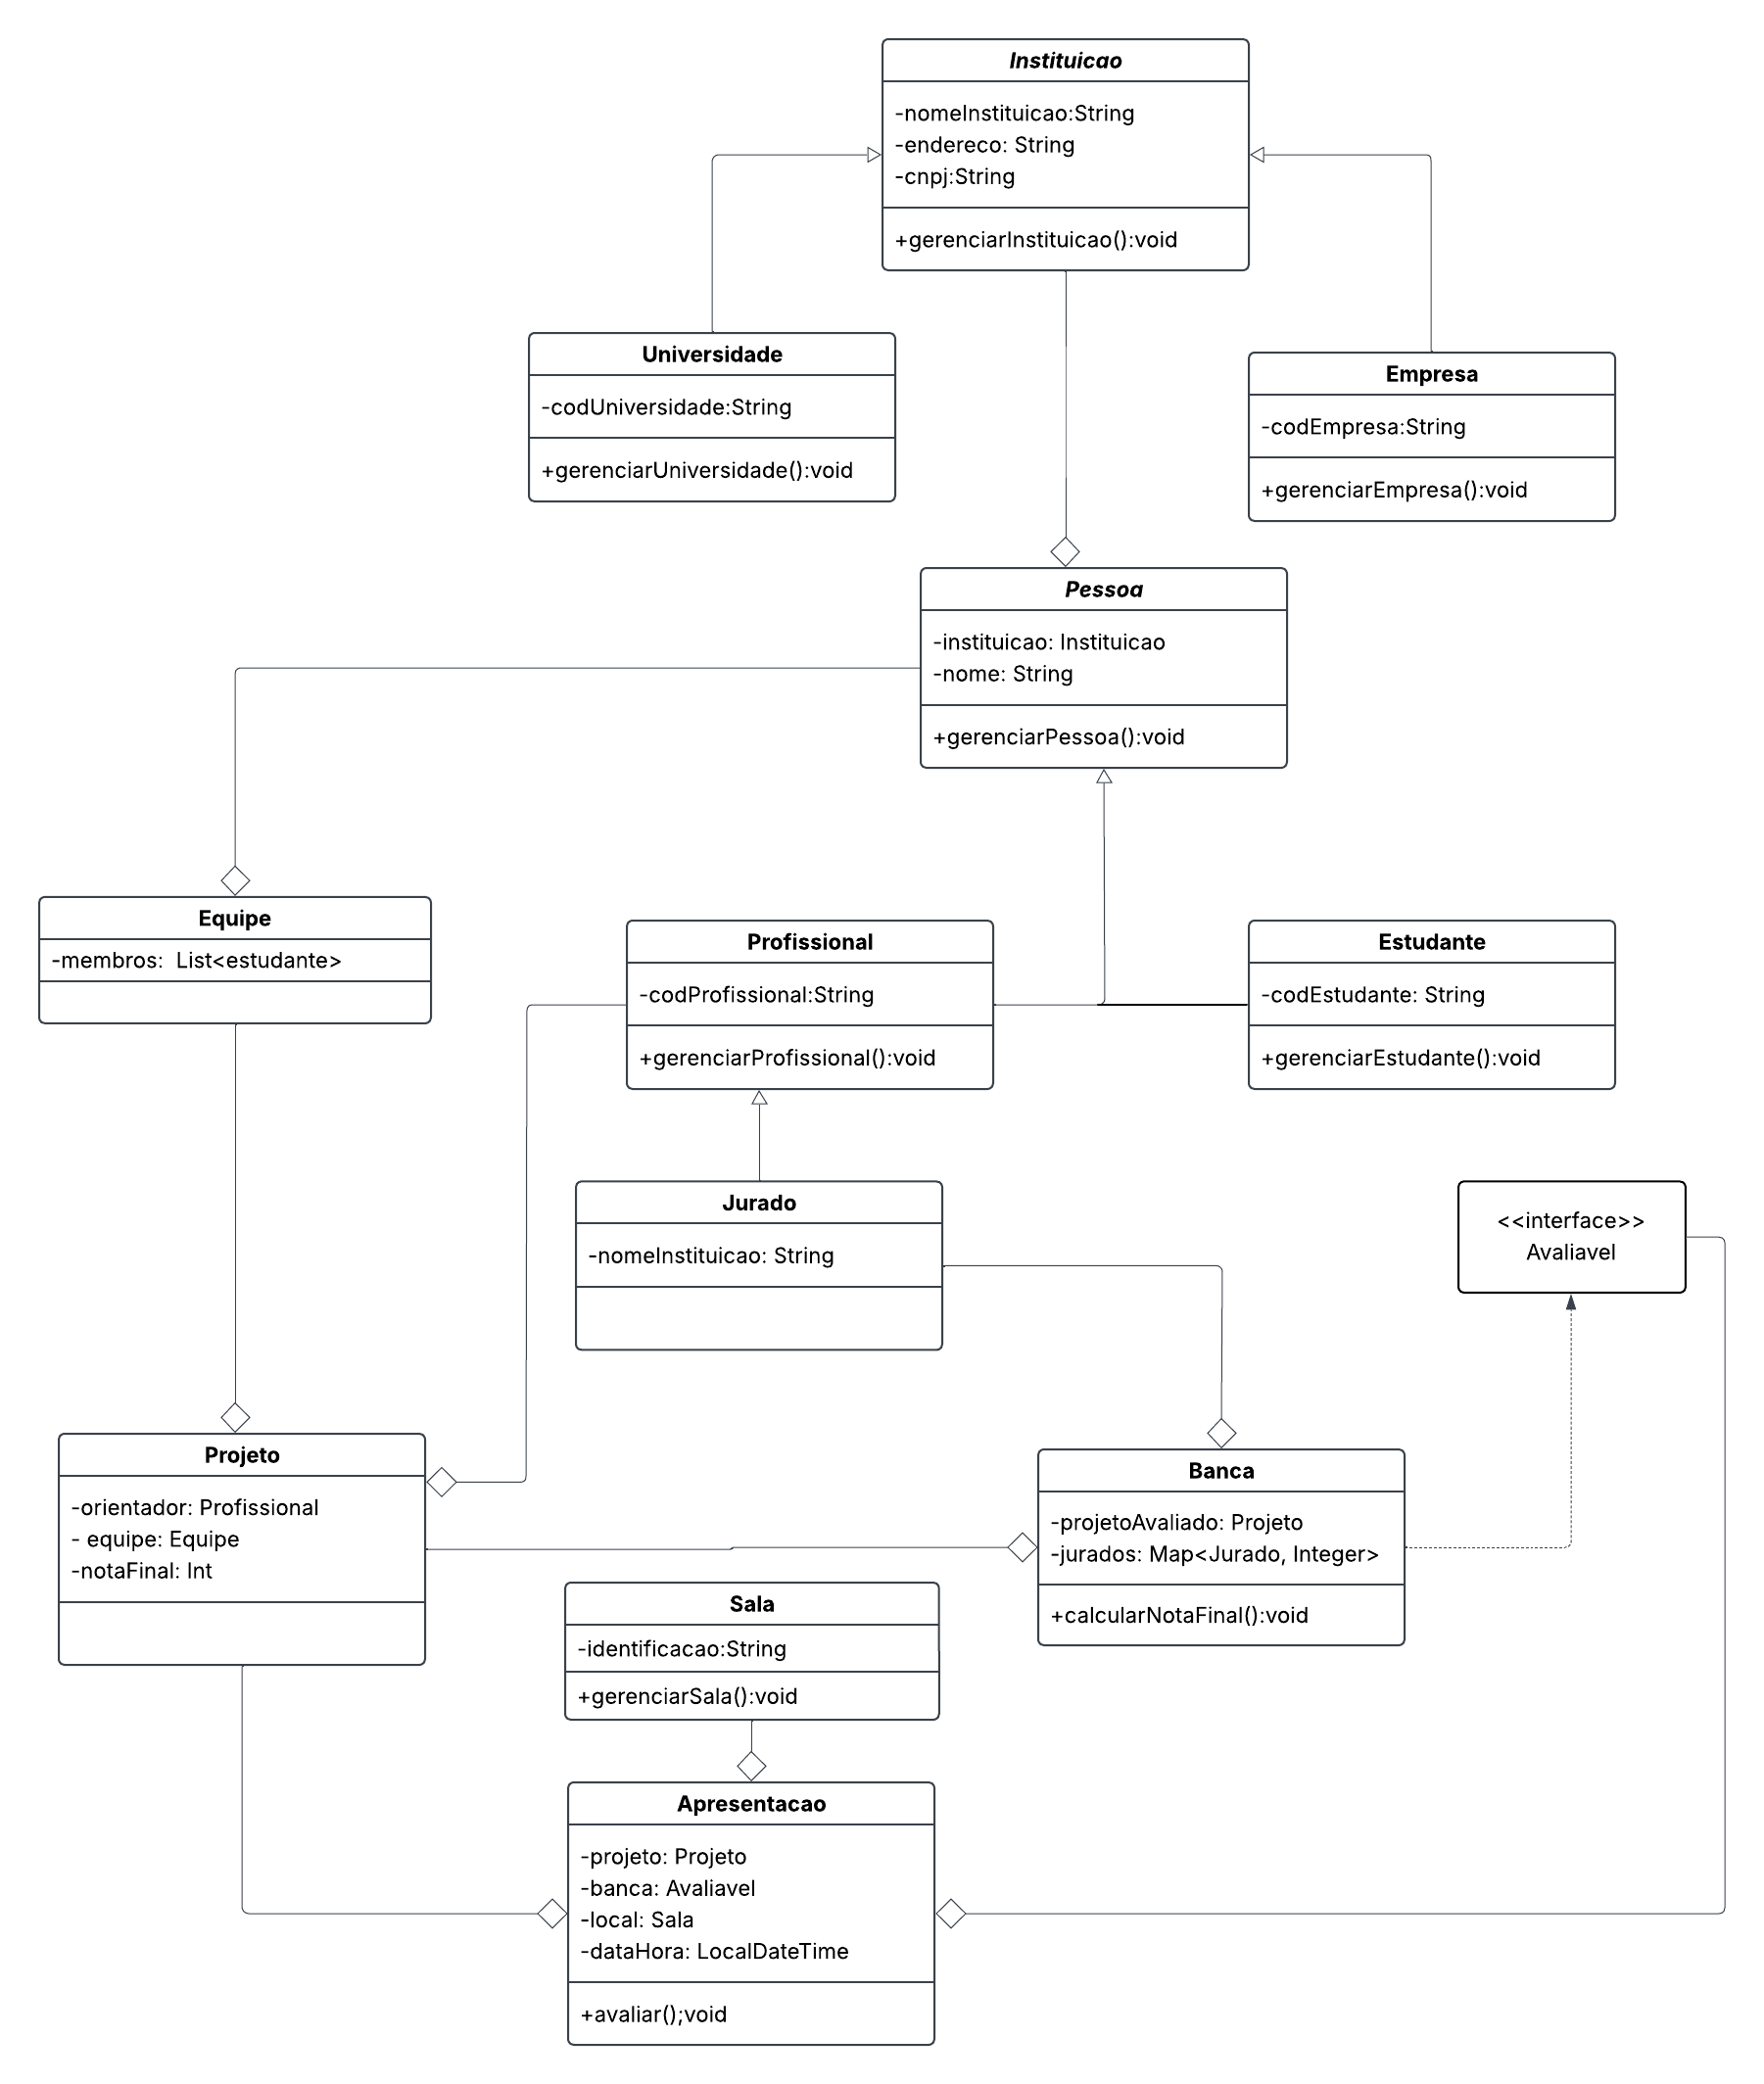 Instituicao
-nomeInstituicao:String
-endereco: String
-cnpj:String
+gerenciarInstituicao():void
Universidade
-codUniversidade:String
+gerenciarUniversidade():void
Empresa
-codEmpresa:String
+gerenciarEmpresa():void
Pessoa
-instituicao: Instituicao
-nome: String
+gerenciarPessoa():void
Equipe
-membros:  List<estudante>
Profissional
-codProfissional:String
+gerenciarProfissional():void
Estudante
-codEstudante: String
+gerenciarEstudante():void
Jurado
-nomeInstituicao: String
<<interface>>
Avaliavel
Projeto
-orientador: Profissional
- equipe: Equipe
-notaFinal: Int
Banca
-projetoAvaliado: Projeto
-jurados: Map<Jurado, Integer>
+calcularNotaFinal():void
Sala
-identificacao:String
+gerenciarSala():void
Apresentacao
-projeto: Projeto
-banca: Avaliavel
-local: Sala
-dataHora: LocalDateTime
+avaliar();void